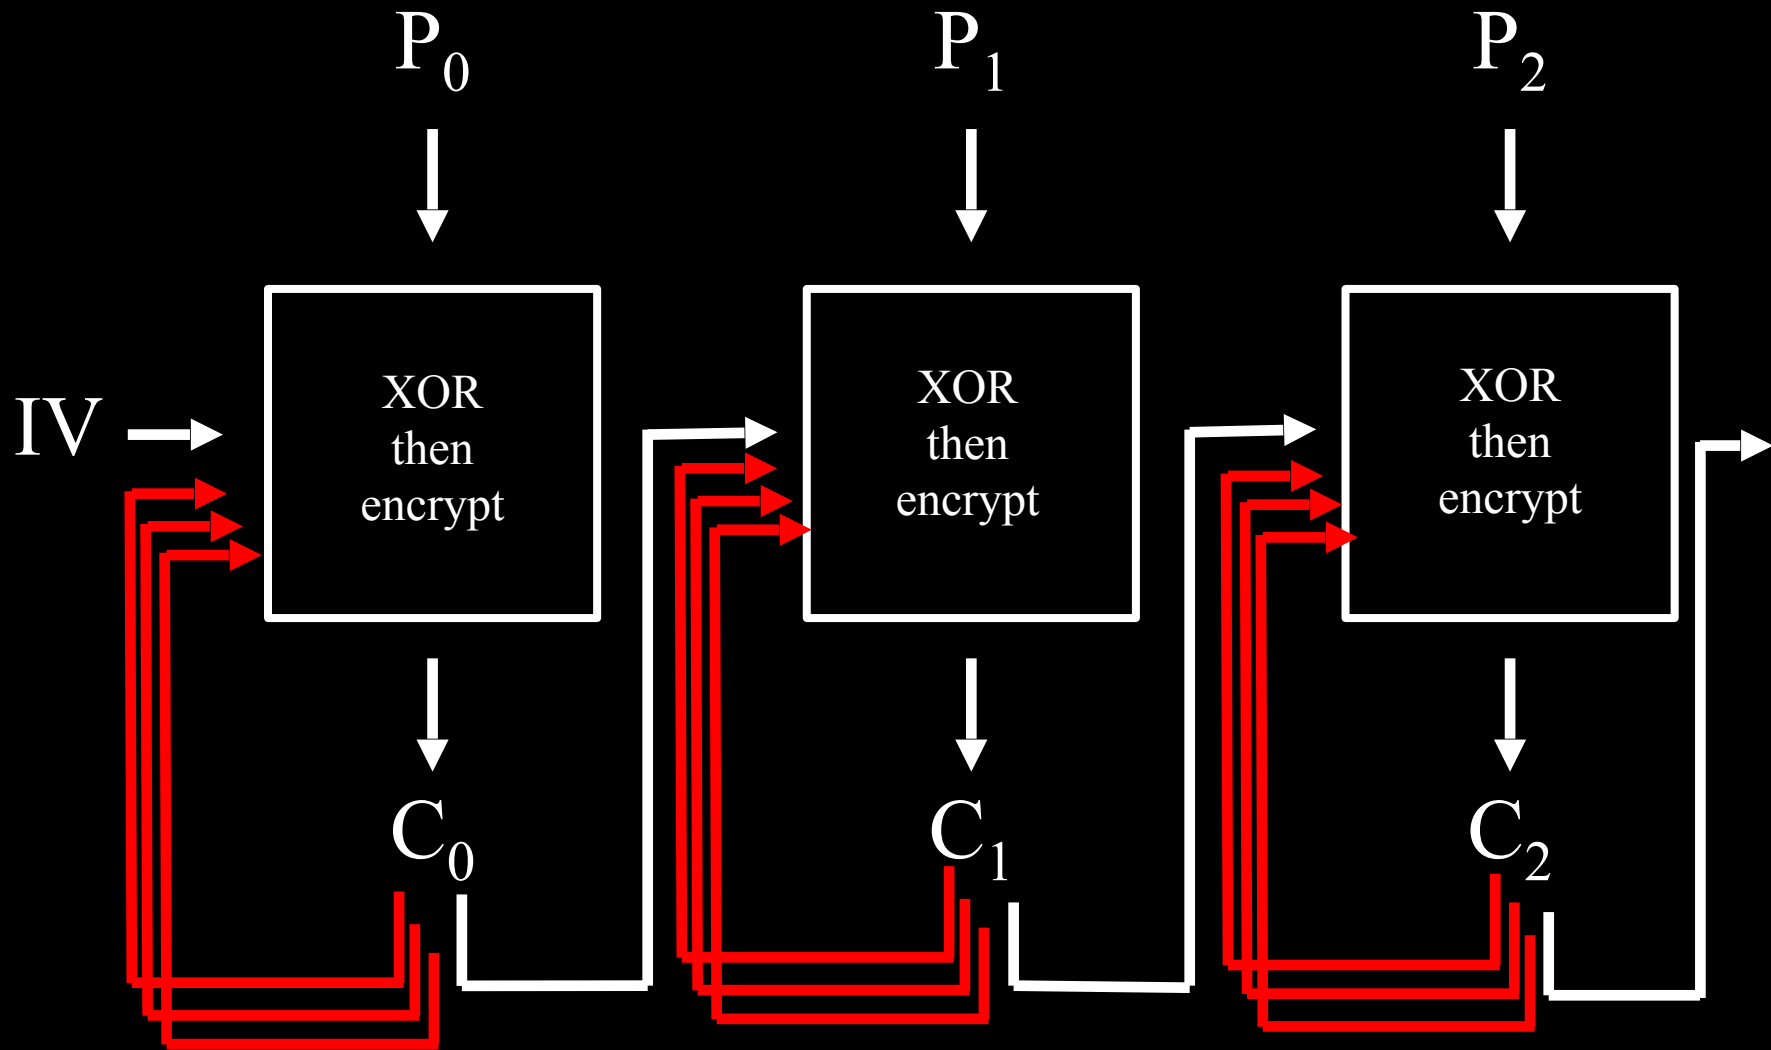 P₀ P₁ P₂
IV
XOR
then
encrypt
XOR
then
encrypt
XOR
then
encrypt
C₀ C₁ C₂